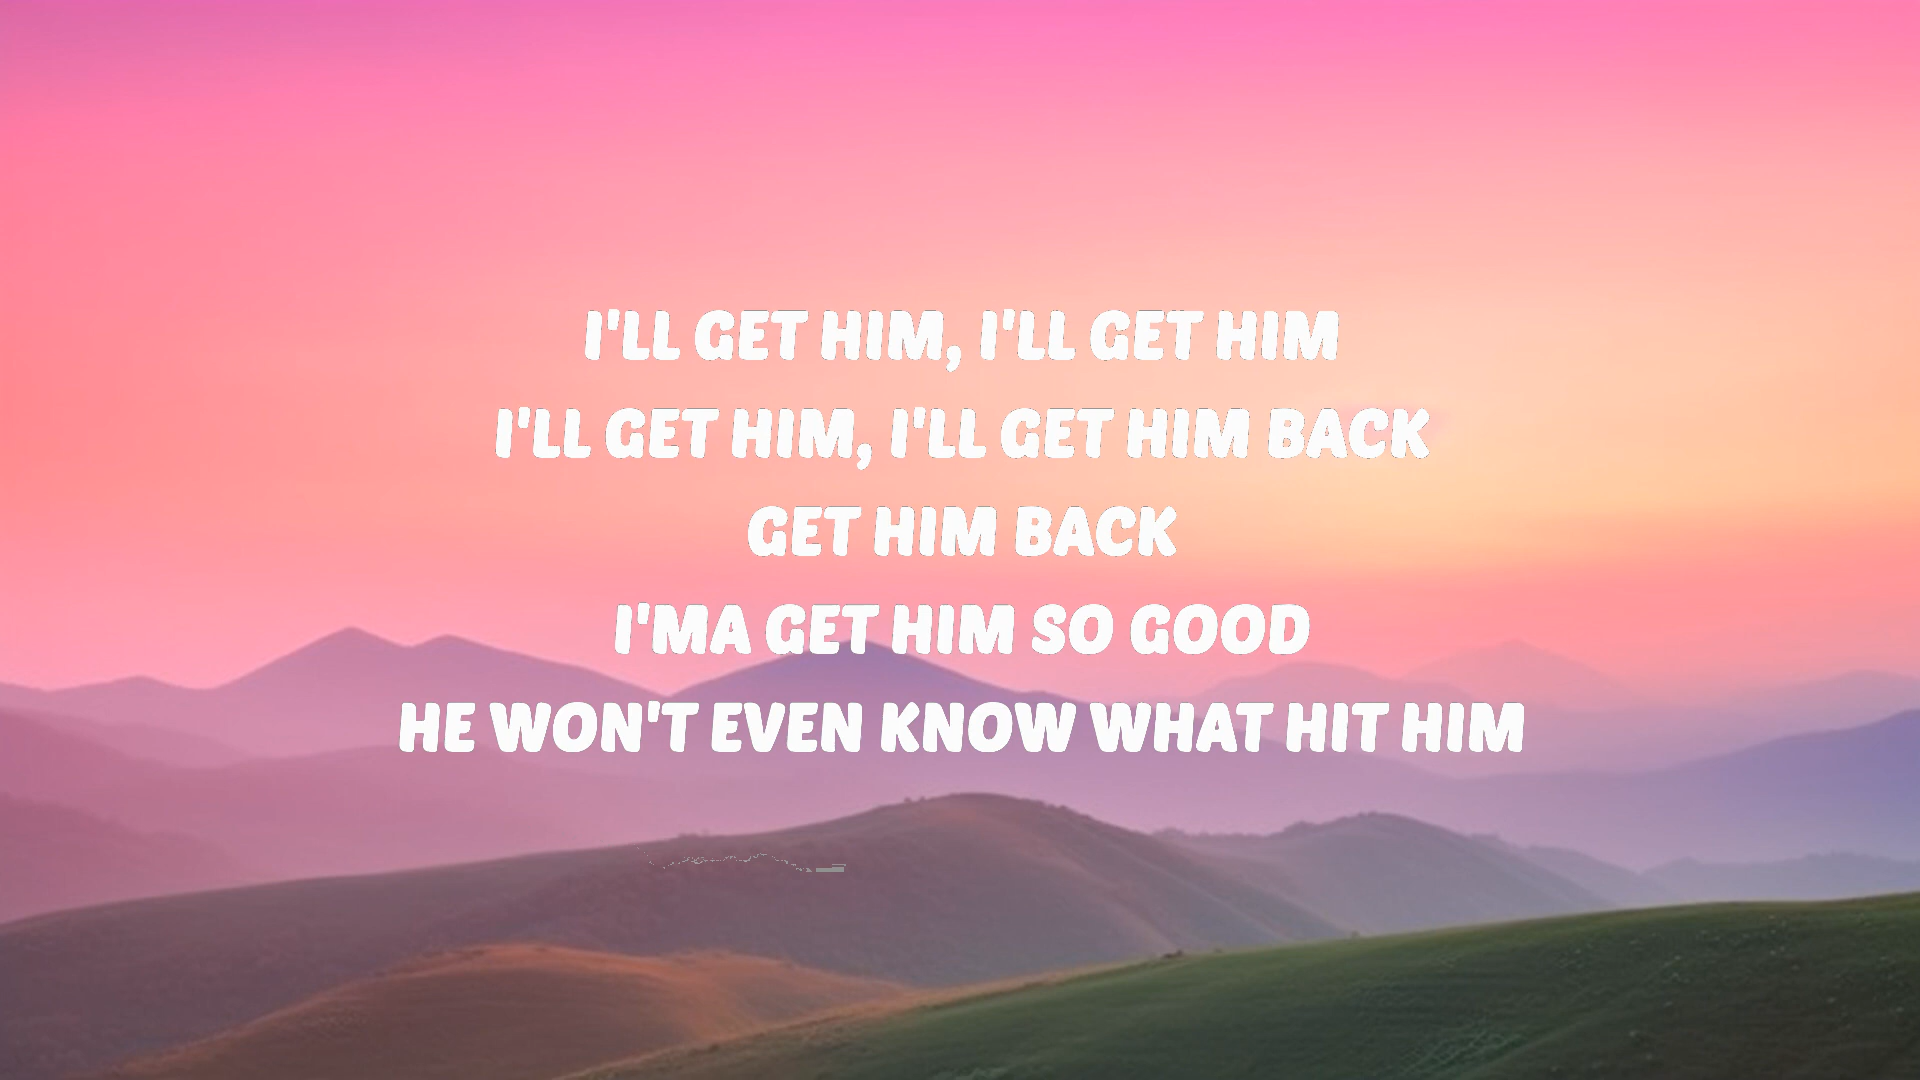 I'LL GET HIM, I'LL GET HIM
I'LL GET HIM, I'LL GET HIM BACK
GET HIM BACK
I'MA GET HIM SO GOOD
HE WON'T EVEN KNOW WHAT HIT HIM